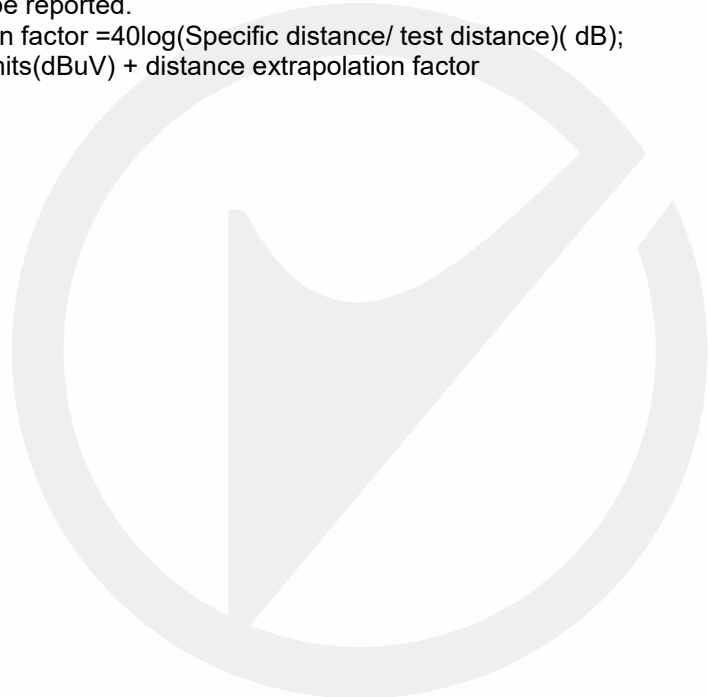 be reported.
n factor =40log(Specific distance/ test distance)( dB);
nits(dBuV) + distance extrapolation factor